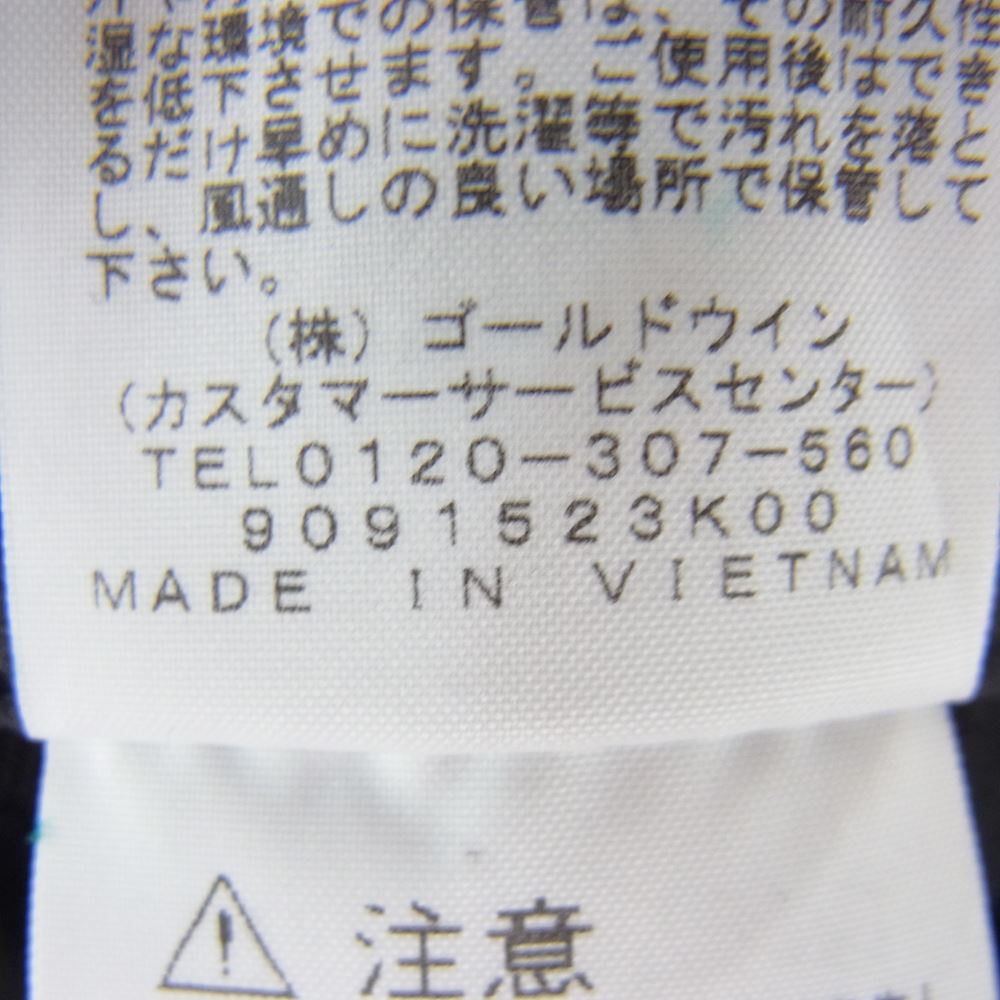 湿な環境での保管は、その耐久性
を低下させます。ご使用後はでき
るだけ早めに洗濯等で汚れを落と
し、風通しの良い場所で保管して
下さい。
(株) ゴールドウイン
(カスタマーサービスセンター)
TEL0120-307-560
9091523K00
MADE IN VIETNAM
注意